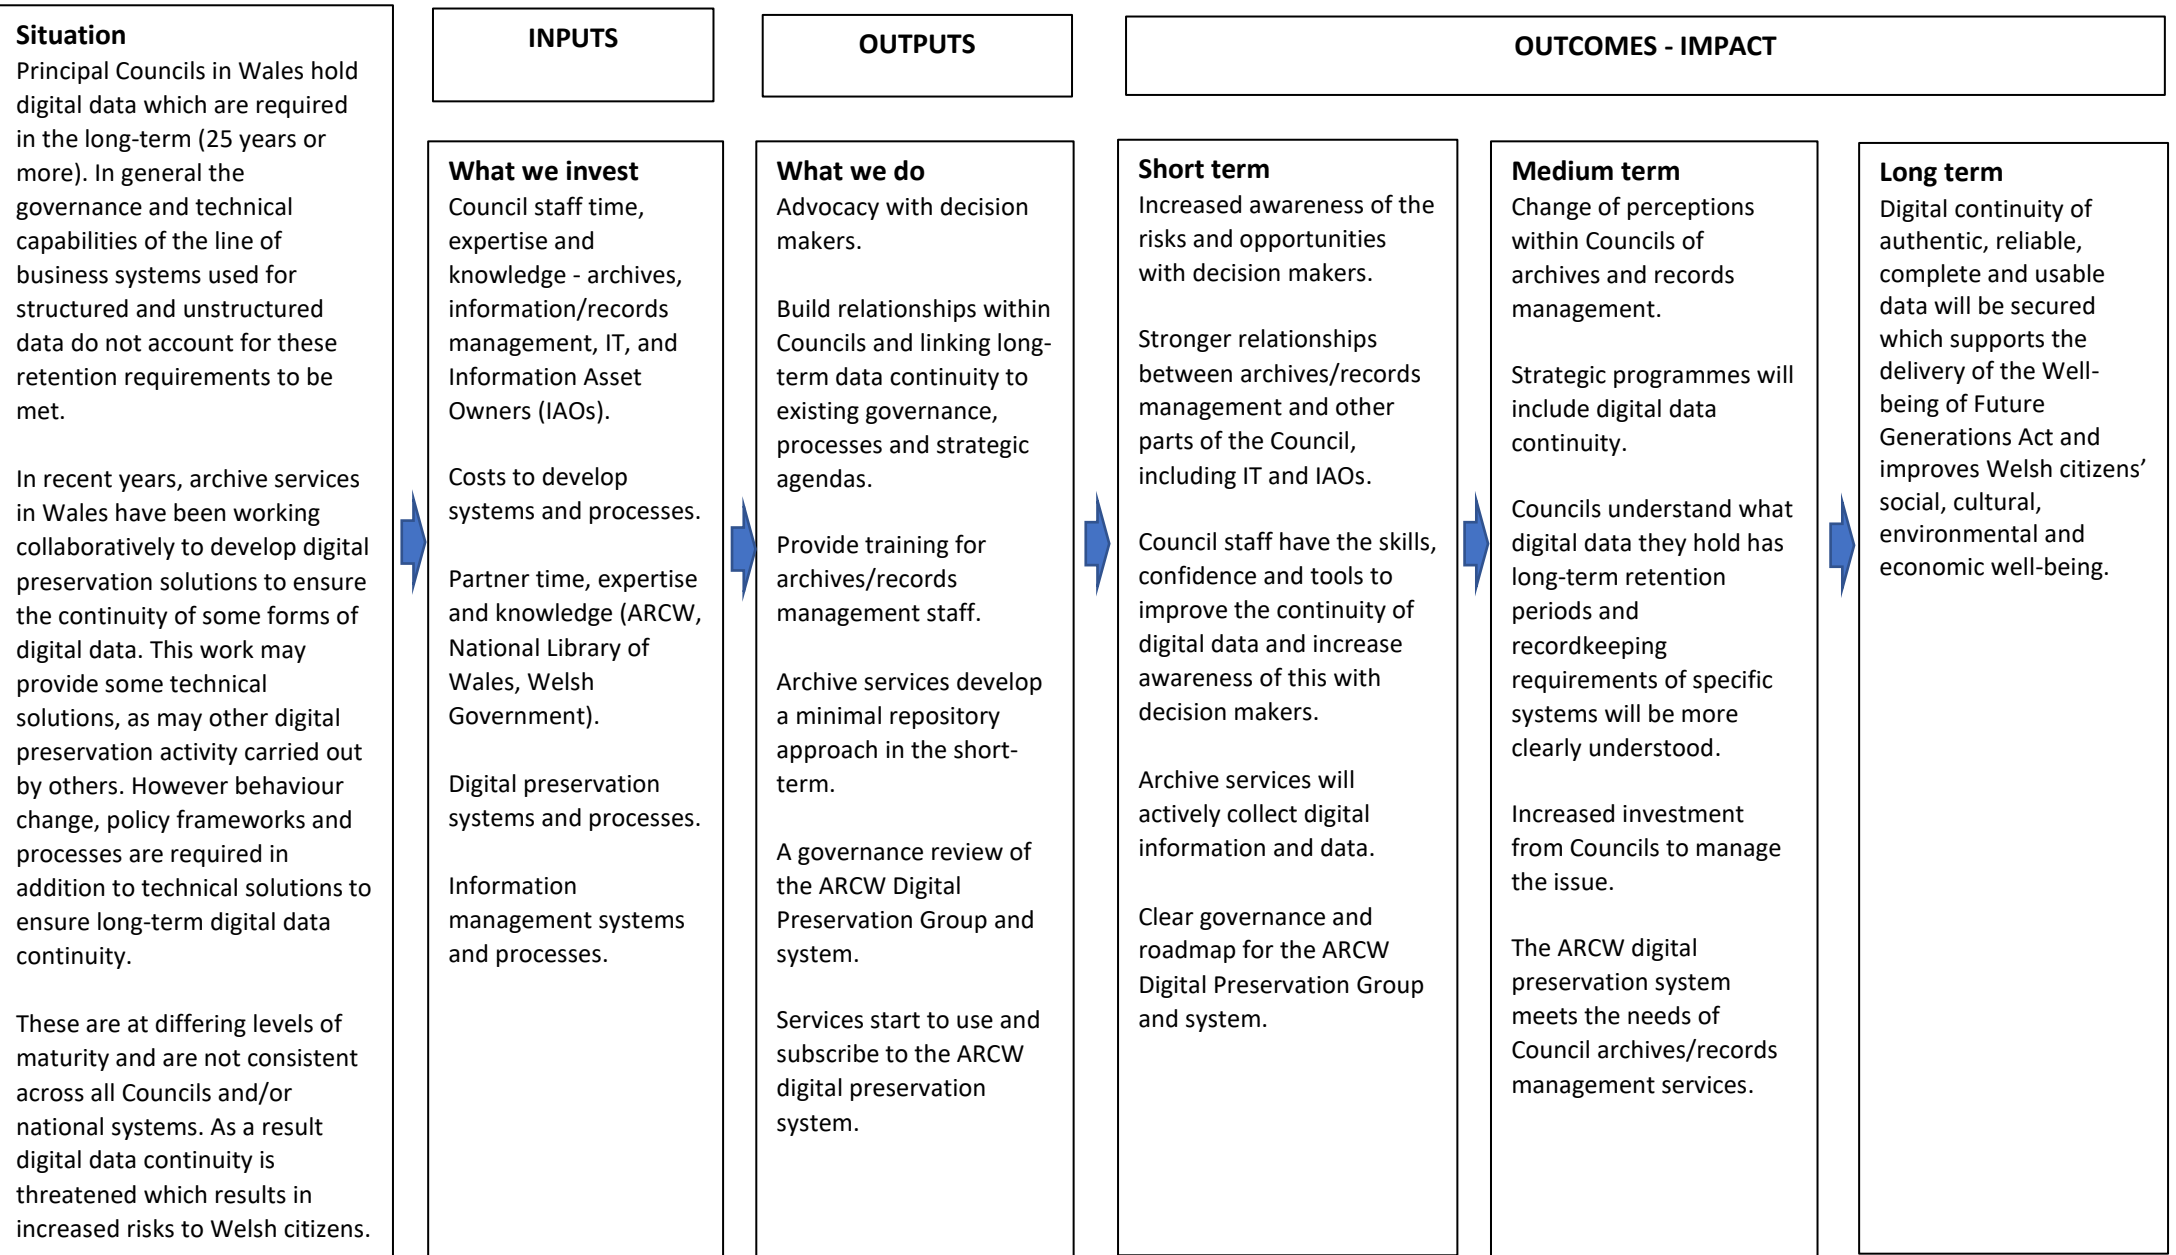 Situation
Principal Councils in Wales hold
digital data which are required
in the long-term (25 years or
more). In general the
governance and technical
capabilities of the line of
business systems used for
structured and unstructured
data do not account for these
retention requirements to be
met.
In recent years, archive services
in Wales have been working
collaboratively to develop digital
preservation solutions to ensure
the continuity of some forms of
digital data. This work may
provide some technical
solutions, as may other digital
preservation activity carried out
by others. However behaviour
change, policy frameworks and
processes are required in
addition to technical solutions to
ensure long-term digital data
continuity.
These are at differing levels of
maturity and are not consistent
across all Councils and/or
national systems. As a result
digital data continuity is
threatened which results in
increased risks to Welsh citizens.
INPUTS
What we invest
Council staff time,
expertise and
knowledge - archives,
information/records
management, IT, and
Information Asset
Owners (IAOs).
Costs to develop
systems and processes.
Partner time, expertise
and knowledge (ARCW,
National Library of
Wales, Welsh
Government).
Digital preservation
systems and processes.
Information
management systems
and processes.
OUTPUTS
What we do
Advocacy with decision
makers.
Build relationships within
Councils and linking long-
term data continuity to
existing governance,
processes and strategic
agendas.
Provide training for
archives/records
management staff.
Archive services develop
a minimal repository
approach in the short-
term.
A governance review of
the ARCW Digital
Preservation Group and
system.
Services start to use and
subscribe to the ARCW
digital preservation
system.
OUTCOMES - IMPACT
Short term
Increased awareness of the
risks and opportunities
with decision makers.
Stronger relationships
between archives/records
management and other
parts of the Council,
including IT and IAOs.
Council staff have the skills,
confidence and tools to
improve the continuity of
digital data and increase
awareness of this with
decision makers.
Archive services will
actively collect digital
information and data.
Clear governance and
roadmap for the ARCW
Digital Preservation Group
and system.
Medium term
Change of perceptions
within Councils of
archives and records
management.
Strategic programmes will
include digital data
continuity.
Councils understand what
digital data they hold has
long-term retention
periods and
recordkeeping
requirements of specific
systems will be more
clearly understood.
Increased investment
from Councils to manage
the issue.
The ARCW digital
preservation system
meets the needs of
Council archives/records
management services.
Long term
Digital continuity of
authentic, reliable,
complete and usable
data will be secured
which supports the
delivery of the Well-
being of Future
Generations Act and
improves Welsh citizens’
social, cultural,
environmental and
economic well-being.